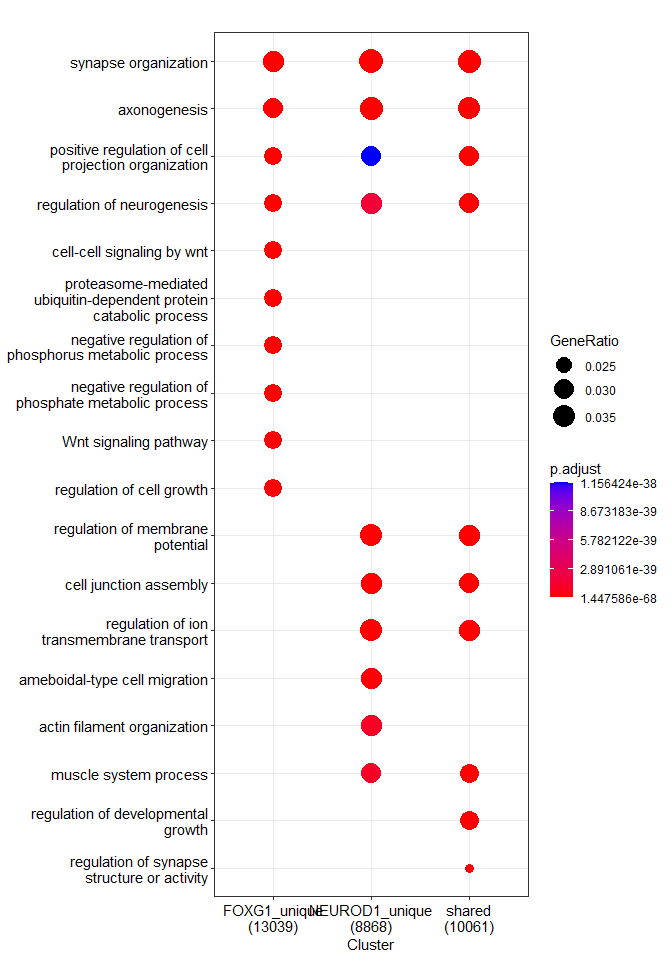 synapse organization
axonogenesis
positive regulation of cell
projection organization
regulation of neurogenesis
cell-cell signaling by wnt
proteasome-mediated
ubiquitin-dependent protein
catabolic process
negative regulation of
phosphorus metabolic process
negative regulation of
phosphate metabolic process
Wnt signaling pathway
regulation of cell growth
regulation of membrane
potential
cell junction assembly
regulation of ion
transmembrane transport
ameboidal-type cell migration
actin filament organization
muscle system process
regulation of developmental
growth
regulation of synapse
structure or activity
FOXG1_unique NEUROD1_unique shared
(13039) (8868) (10061)
Cluster
GeneRatio
0.025
0.030
0.035
p.adjust
1.156424e-38
8.673183e-39
5.782122e-39
2.891061e-39
1.447586e-68